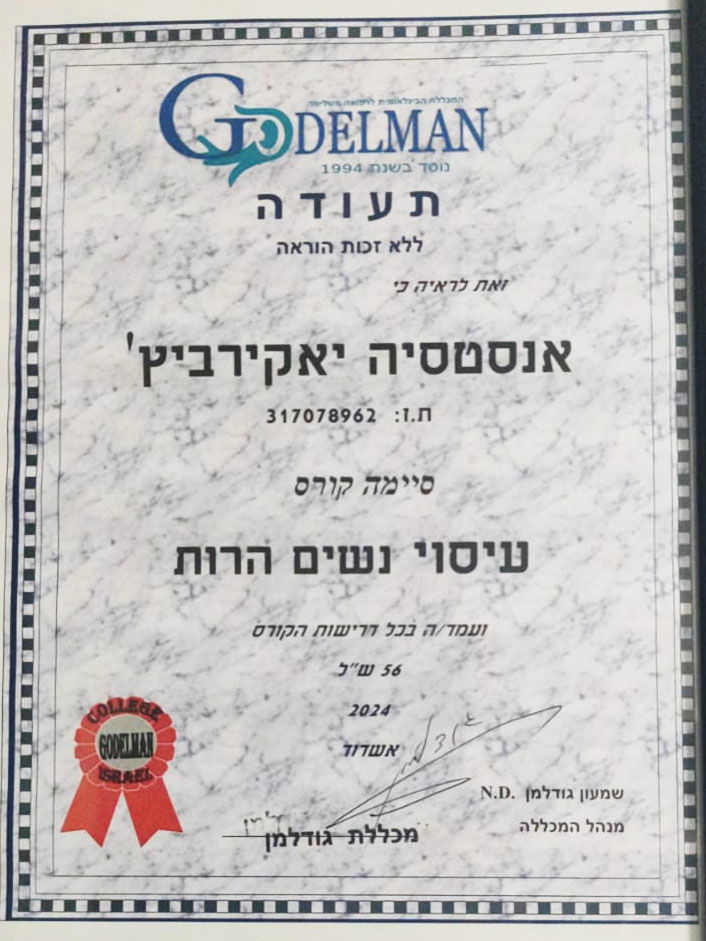 המכללה הבינלאומית לרפואה משלימה
GODELMAN
נוסד בשנת 1994
תעודה
ללא זכות הוראה
זאת לראיה כי
אנסטסיה יאקירביץ'
ת.ז: 317078962
סיימה קורס
עיסוי נשים הרות
ועמד/ה בכל דרישות הקורס
56 ש"ל
2024
אשדוד
COLLEGE
GODELMAN
ISRAEL
גודלמן
שמעון גודלמן N.D.
מנהל המכללה
מכללת גודלמן